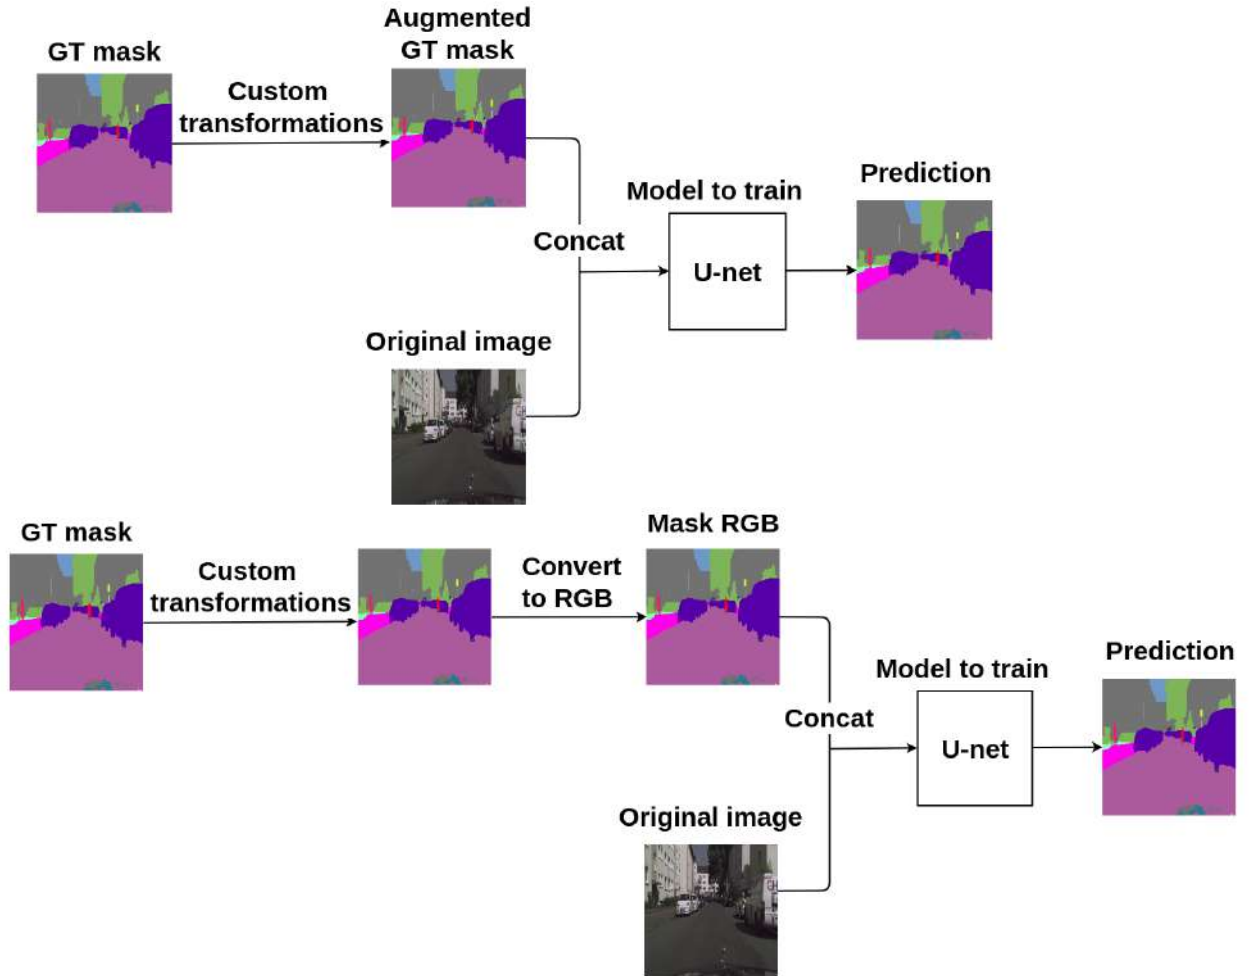 GT mask
Augmented
GT mask
Custom
transformations
Concat
Model to train
U-net
Prediction
Original image
GT mask
Custom
transformations
Convert
to RGB
Mask RGB
Concat
Model to train
U-net
Prediction
Original image